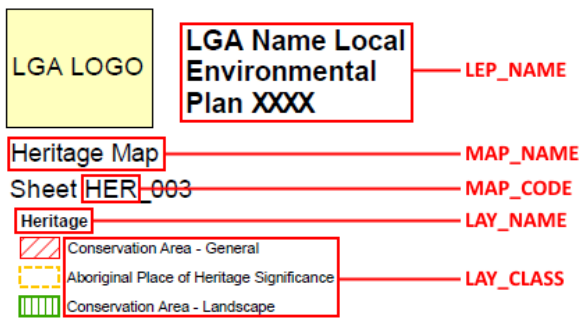 LGA LOGO
LGA Name Local
Environmental
Plan XXXX
LEP_NAME
Heritage Map
MAP_NAME
Sheet HER_003
MAP_CODE
Heritage
LAY_NAME
Conservation Area - General
Aboriginal Place of Heritage Significance
LAY_CLASS
Conservation Area - Landscape